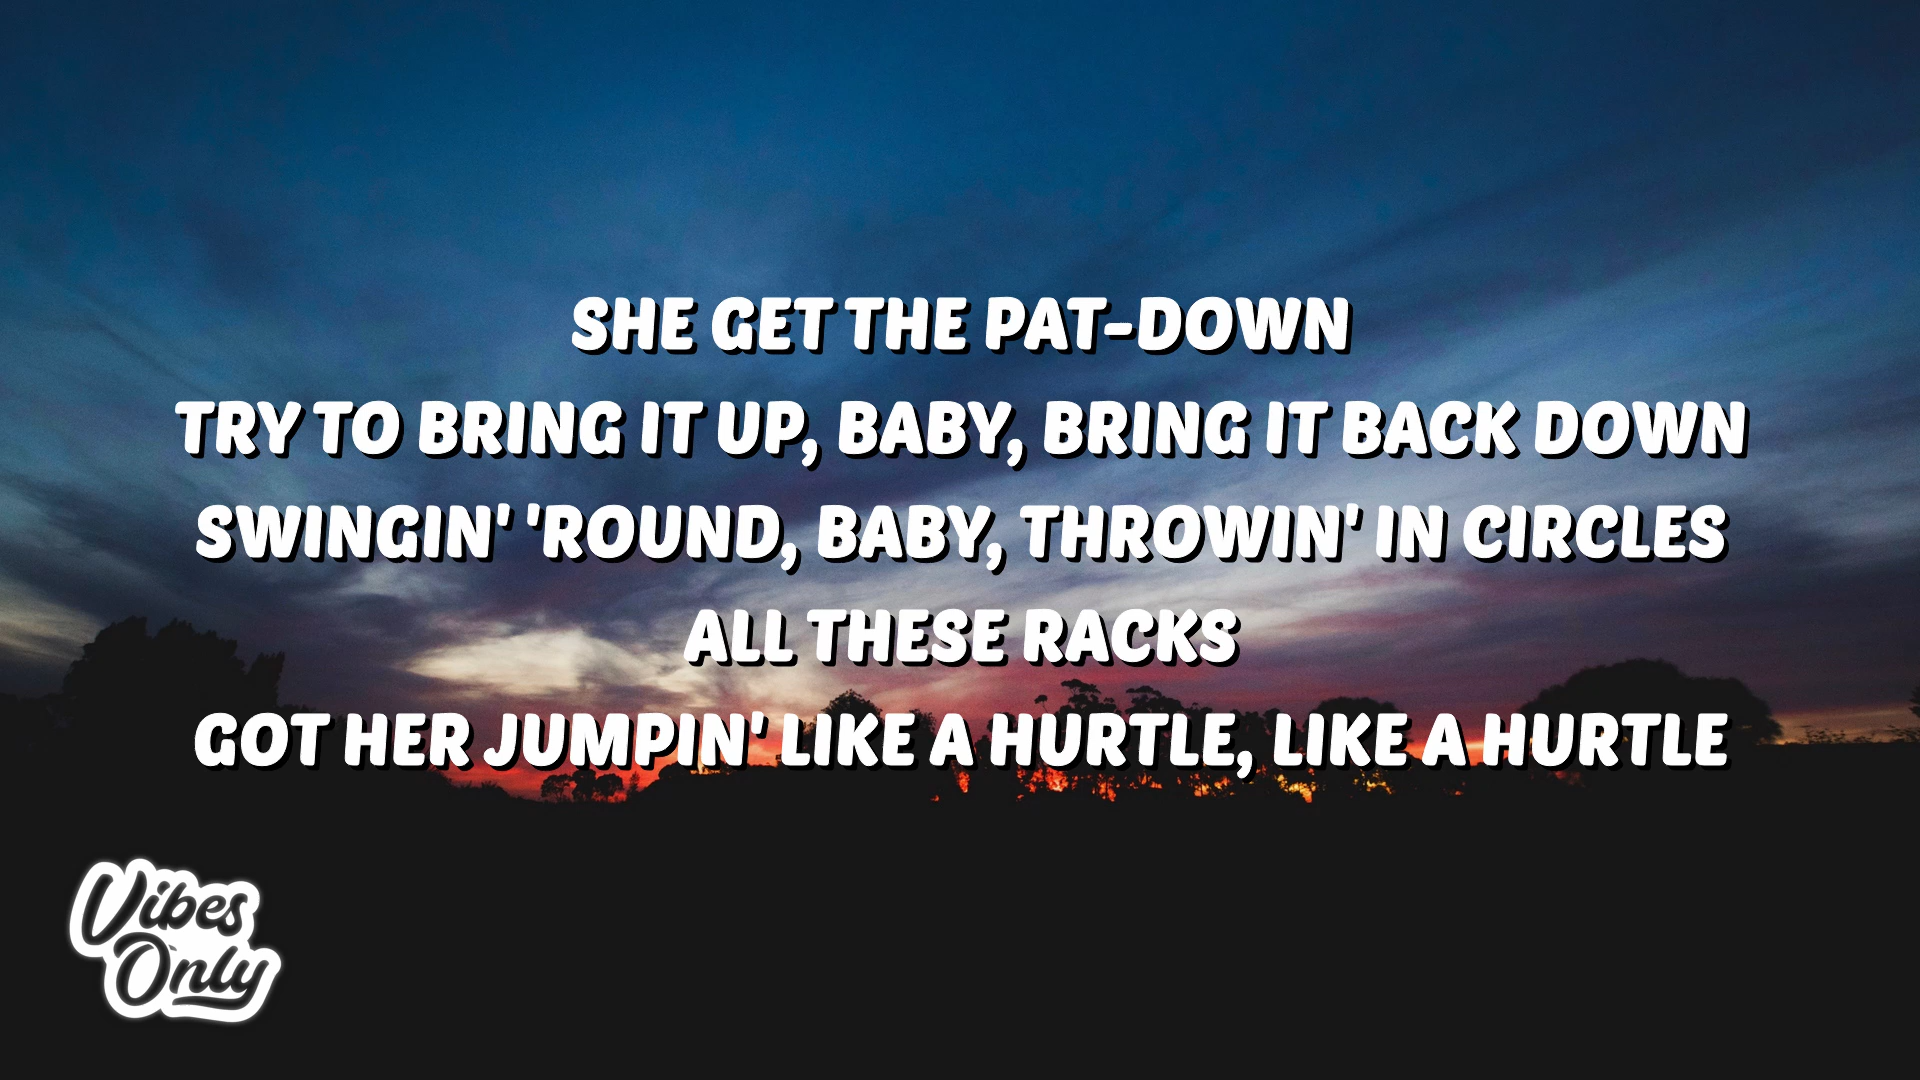 SHE GET THE PAT-DOWN
TRY TO BRING IT UP, BABY, BRING IT BACK DOWN
SWINGIN' 'ROUND, BABY, THROWIN' IN CIRCLES
ALL THESE RACKS
GOT HER JUMPIN' LIKE A HURTLE, LIKE A HURTLE
Vibes
Only